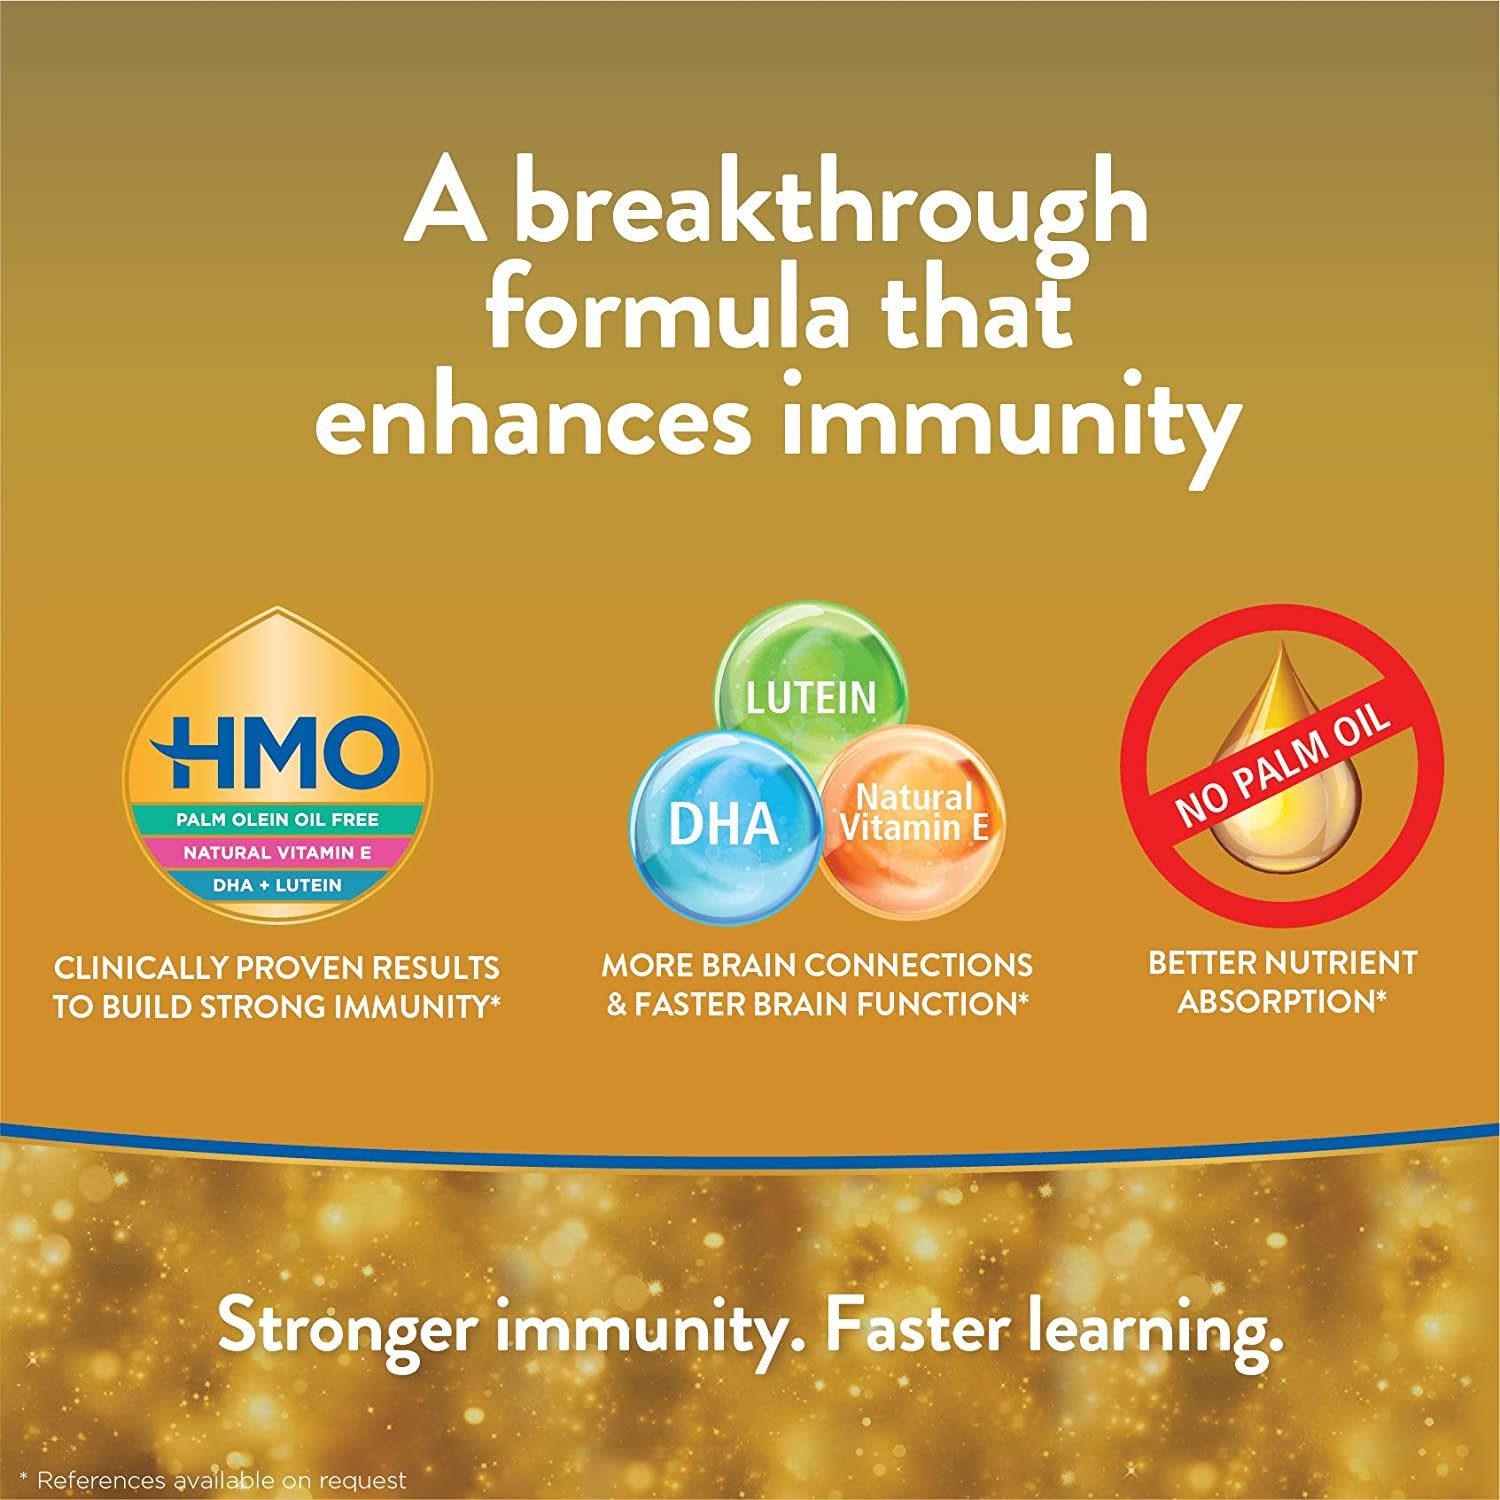 A breakthrough
formula that
enhances immunity
HMO
PALM OLEIN OIL FREE
NATURAL VITAMIN E
DHA + LUTEIN
CLINICALLY PROVEN RESULTS
TO BUILD STRONG IMMUNITY*
LUTEIN
DHA
Natural
Vitamin E
MORE BRAIN CONNECTIONS
& FASTER BRAIN FUNCTION*
NO PALM OIL
BETTER NUTRIENT
ABSORPTION*
Stronger immunity. Faster learning.
* References available on request